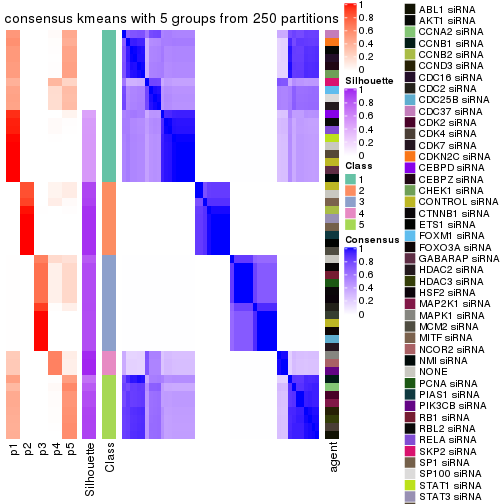 consensus kmeans with 5 groups from 250 partitions
1
0.8
0.6
0.4
0.2
0
Silhouette
1
0.8
0.6
0.4
0.2
0
Class
1
2
3
4
5
Consensus
1
0.8
0.6
0.4
0.2
0
p1
p2
p3
p4
p5
Silhouette
Class
agent
ABL1 siRNA
AKT1 siRNA
CCNA2 siRNA
CCNB1 siRNA
CCNB2 siRNA
CCND3 siRNA
CDC16 siRNA
CDC2 siRNA
CDC25B siRNA
CDC37 siRNA
CDK2 siRNA
CDK4 siRNA
CDK7 siRNA
CDKN2C siRNA
CEBPD siRNA
CEBPZ siRNA
CHEK1 siRNA
CONTROL siRNA
CTNNB1 siRNA
ETS1 siRNA
FOXM1 siRNA
FOXO3A siRNA
GABARAP siRNA
HDAC2 siRNA
HDAC3 siRNA
HSF2 siRNA
MAP2K1 siRNA
MAPK1 siRNA
MCM2 siRNA
MITF siRNA
NCOR2 siRNA
NMI siRNA
NONE
PCNA siRNA
PIAS1 siRNA
PIK3CB siRNA
RB1 siRNA
RBL2 siRNA
RELA siRNA
SKP2 siRNA
SP1 siRNA
SP100 siRNA
STAT1 siRNA
STAT3 siRNA